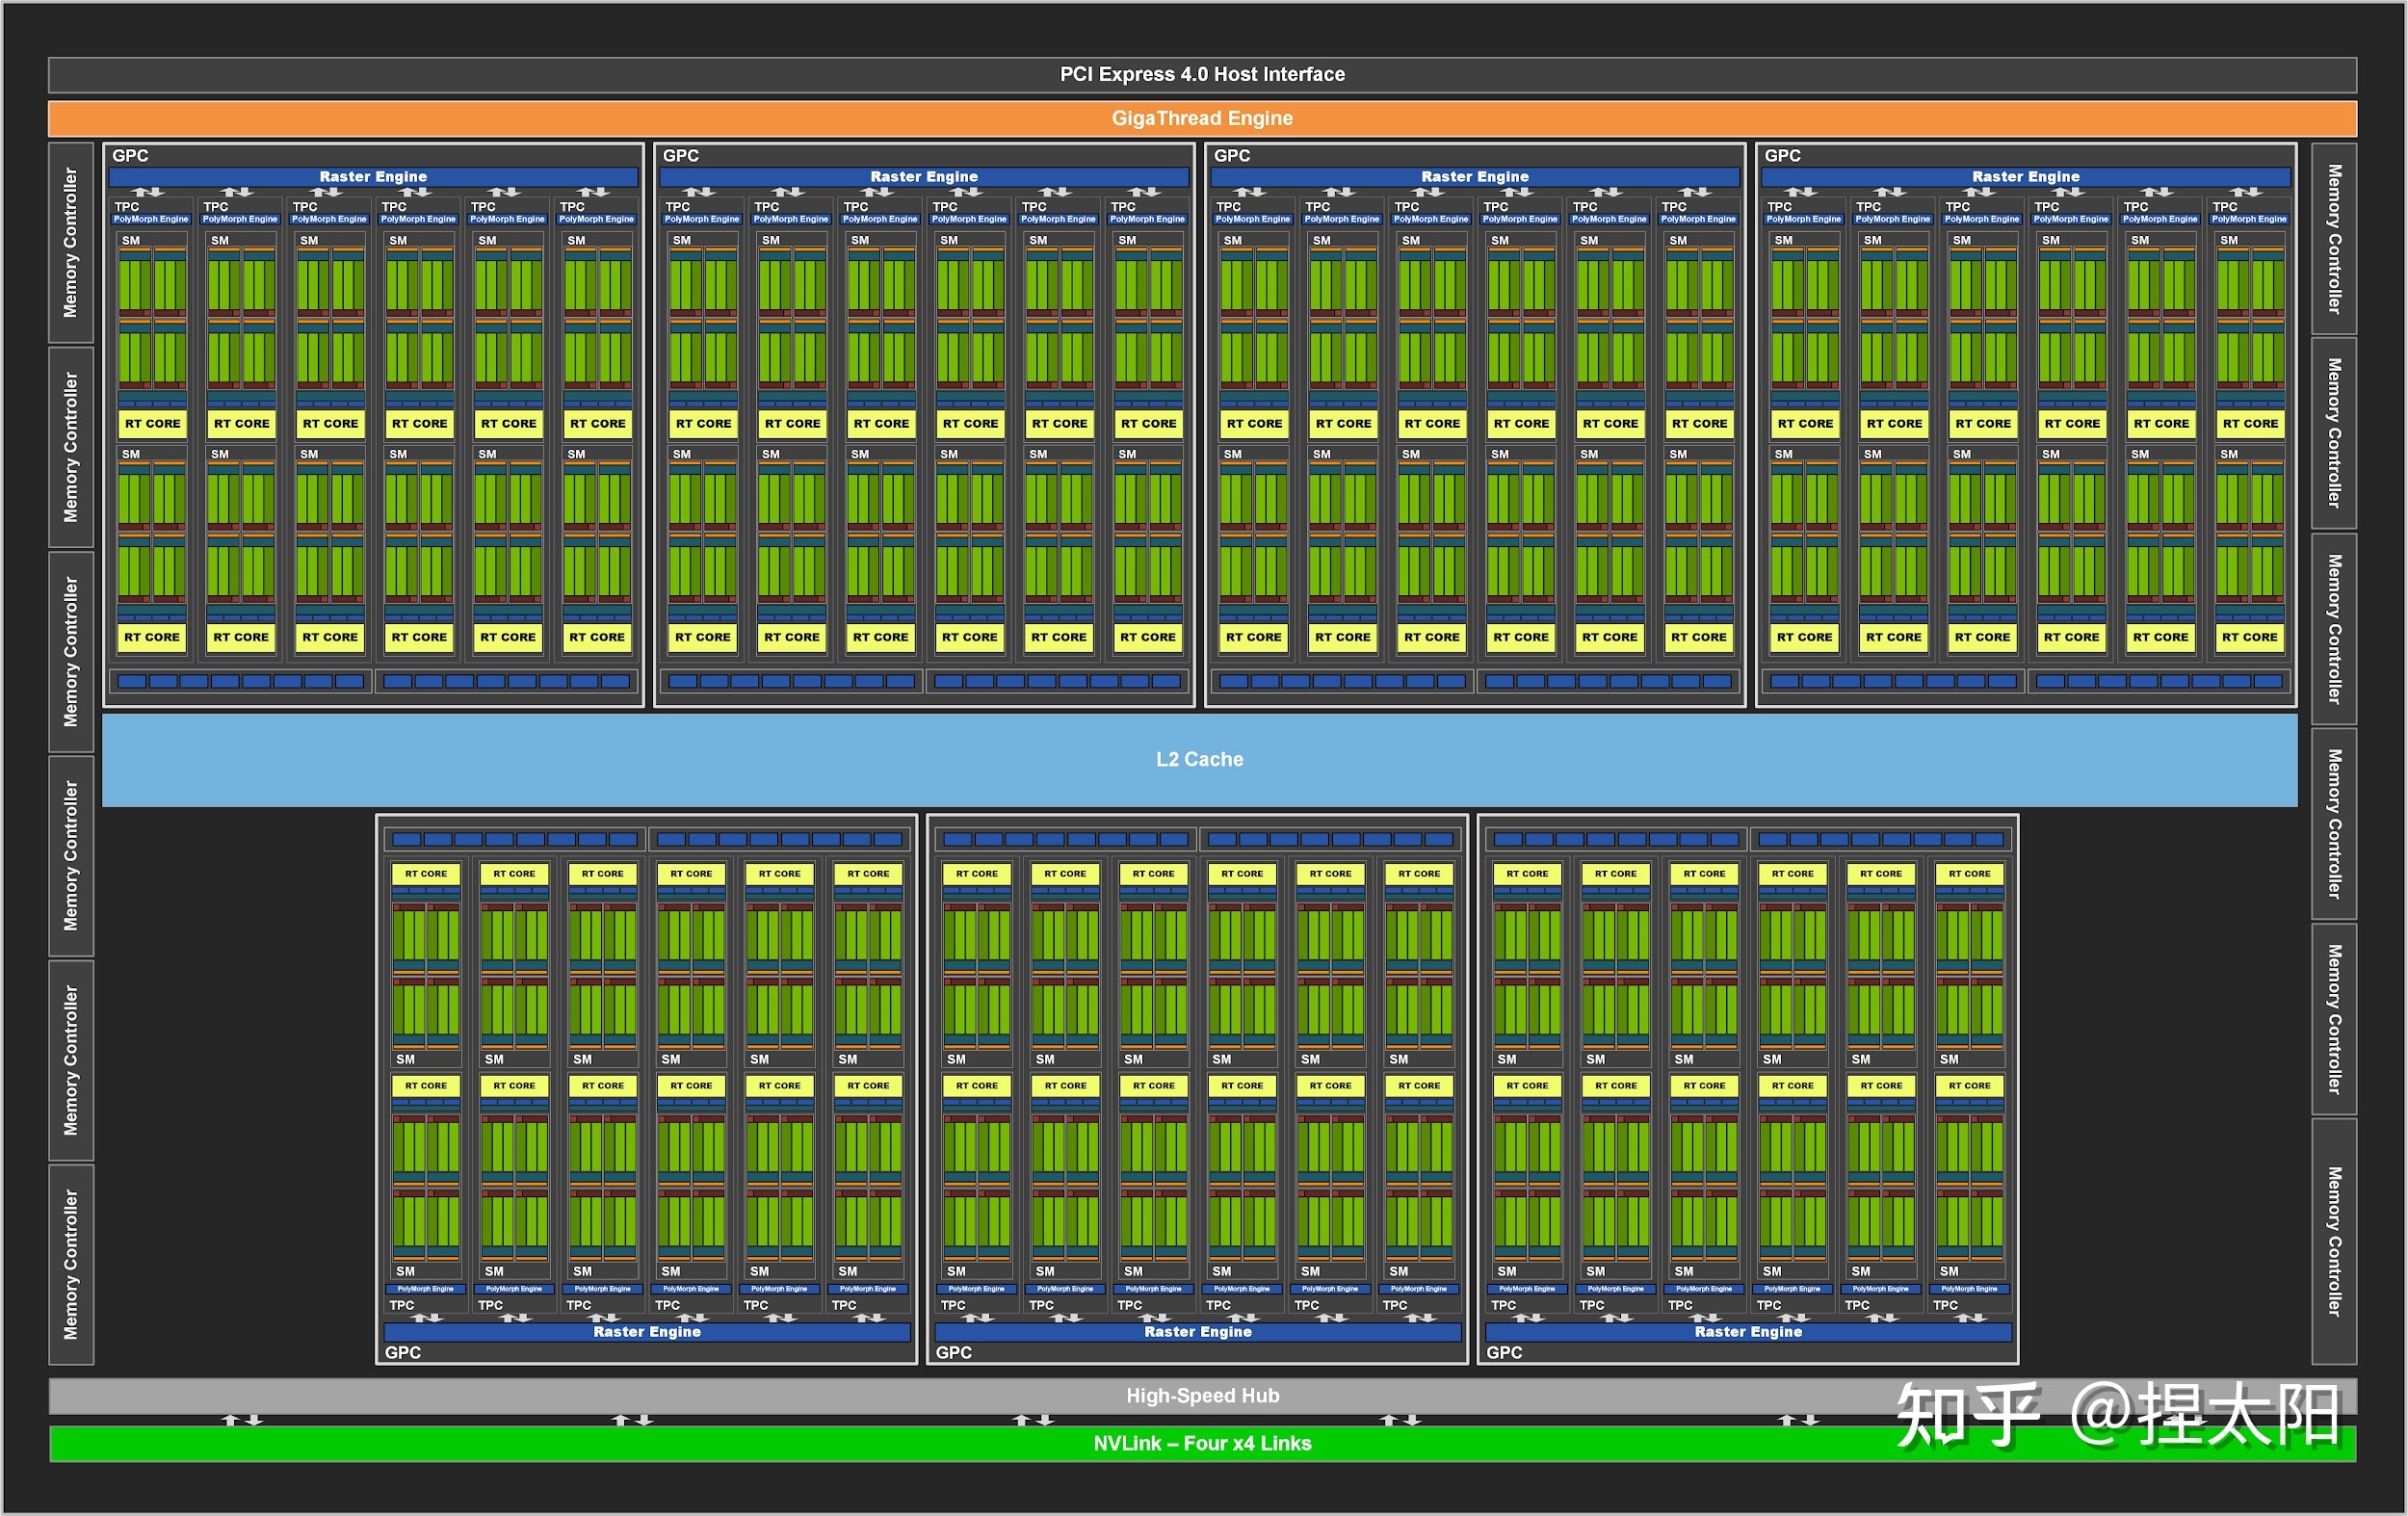 PCI Express 4.0 Host Interface
GigaThread Engine
GPC GPC GPC GPC
Raster Engine Raster Engine Raster Engine Raster Engine
TPC TPC TPC TPC TPC TPC TPC TPC TPC TPC TPC TPC TPC TPC TPC TPC TPC TPC TPC TPC TPC TPC TPC TPC
PolyMorph Engine PolyMorph Engine PolyMorph Engine PolyMorph Engine PolyMorph Engine PolyMorph Engine PolyMorph Engine PolyMorph Engine PolyMorph Engine PolyMorph Engine PolyMorph Engine PolyMorph Engine PolyMorph Engine PolyMorph Engine PolyMorph Engine PolyMorph Engine PolyMorph Engine PolyMorph Engine PolyMorph Engine PolyMorph Engine PolyMorph Engine PolyMorph Engine PolyMorph Engine PolyMorph Engine
SM SM SM SM SM SM SM SM SM SM SM SM SM SM SM SM SM SM SM SM SM SM SM SM
RT CORE RT CORE RT CORE RT CORE RT CORE RT CORE RT CORE RT CORE RT CORE RT CORE RT CORE RT CORE RT CORE RT CORE RT CORE RT CORE RT CORE RT CORE RT CORE RT CORE RT CORE RT CORE RT CORE RT CORE
SM SM SM SM SM SM SM SM SM SM SM SM SM SM SM SM SM SM SM SM SM SM SM SM
RT CORE RT CORE RT CORE RT CORE RT CORE RT CORE RT CORE RT CORE RT CORE RT CORE RT CORE RT CORE RT CORE RT CORE RT CORE RT CORE RT CORE RT CORE RT CORE RT CORE RT CORE RT CORE RT CORE RT CORE
L2 Cache
RT CORE RT CORE RT CORE RT CORE RT CORE RT CORE RT CORE RT CORE RT CORE RT CORE RT CORE RT CORE RT CORE RT CORE RT CORE RT CORE RT CORE RT CORE
SM SM SM SM SM SM SM SM SM SM SM SM SM SM SM SM SM SM
RT CORE RT CORE RT CORE RT CORE RT CORE RT CORE RT CORE RT CORE RT CORE RT CORE RT CORE RT CORE RT CORE RT CORE RT CORE RT CORE RT CORE RT CORE
SM SM SM SM SM SM SM SM SM SM SM SM SM SM SM SM SM SM
PolyMorph Engine PolyMorph Engine PolyMorph Engine PolyMorph Engine PolyMorph Engine PolyMorph Engine PolyMorph Engine PolyMorph Engine PolyMorph Engine PolyMorph Engine PolyMorph Engine PolyMorph Engine PolyMorph Engine PolyMorph Engine PolyMorph Engine PolyMorph Engine PolyMorph Engine PolyMorph Engine
TPC TPC TPC TPC TPC TPC TPC TPC TPC TPC TPC TPC TPC TPC TPC TPC TPC TPC
Raster Engine Raster Engine Raster Engine
GPC GPC GPC
Memory Controller
Memory Controller
Memory Controller
Memory Controller
Memory Controller
Memory Controller
Memory Controller
Memory Controller
Memory Controller
Memory Controller
Memory Controller
Memory Controller
High-Speed Hub
NVLink – Four x4 Links
知乎 @捏太阳